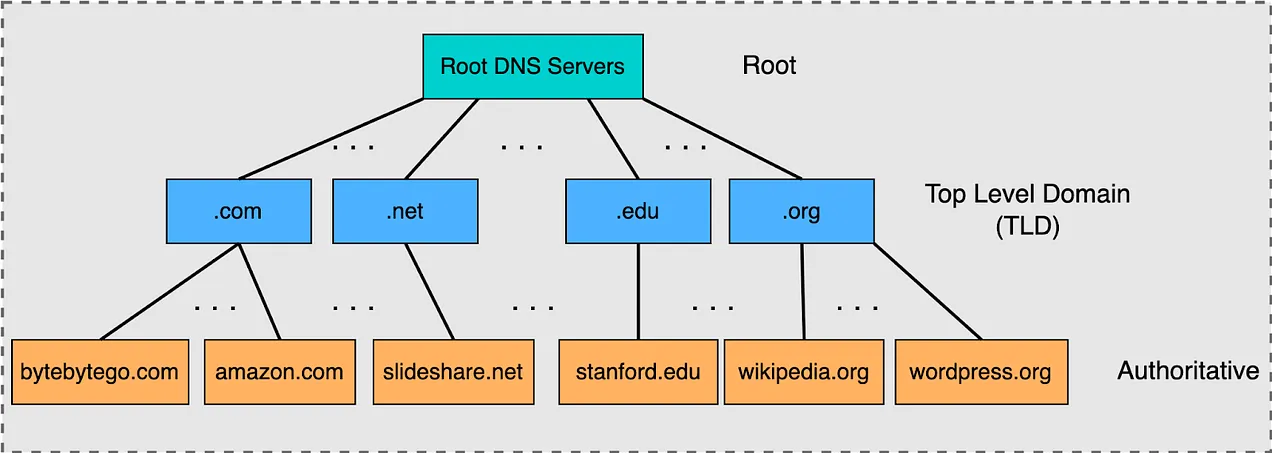 Root DNS Servers
Root
. . .
. . .
. . .
.com
.net
.edu
.org
Top Level Domain
(TLD)
. . .
. . .
. . .
. . .
. . .
bytebytego.com
amazon.com
slideshare.net
stanford.edu
wikipedia.org
wordpress.org
Authoritative